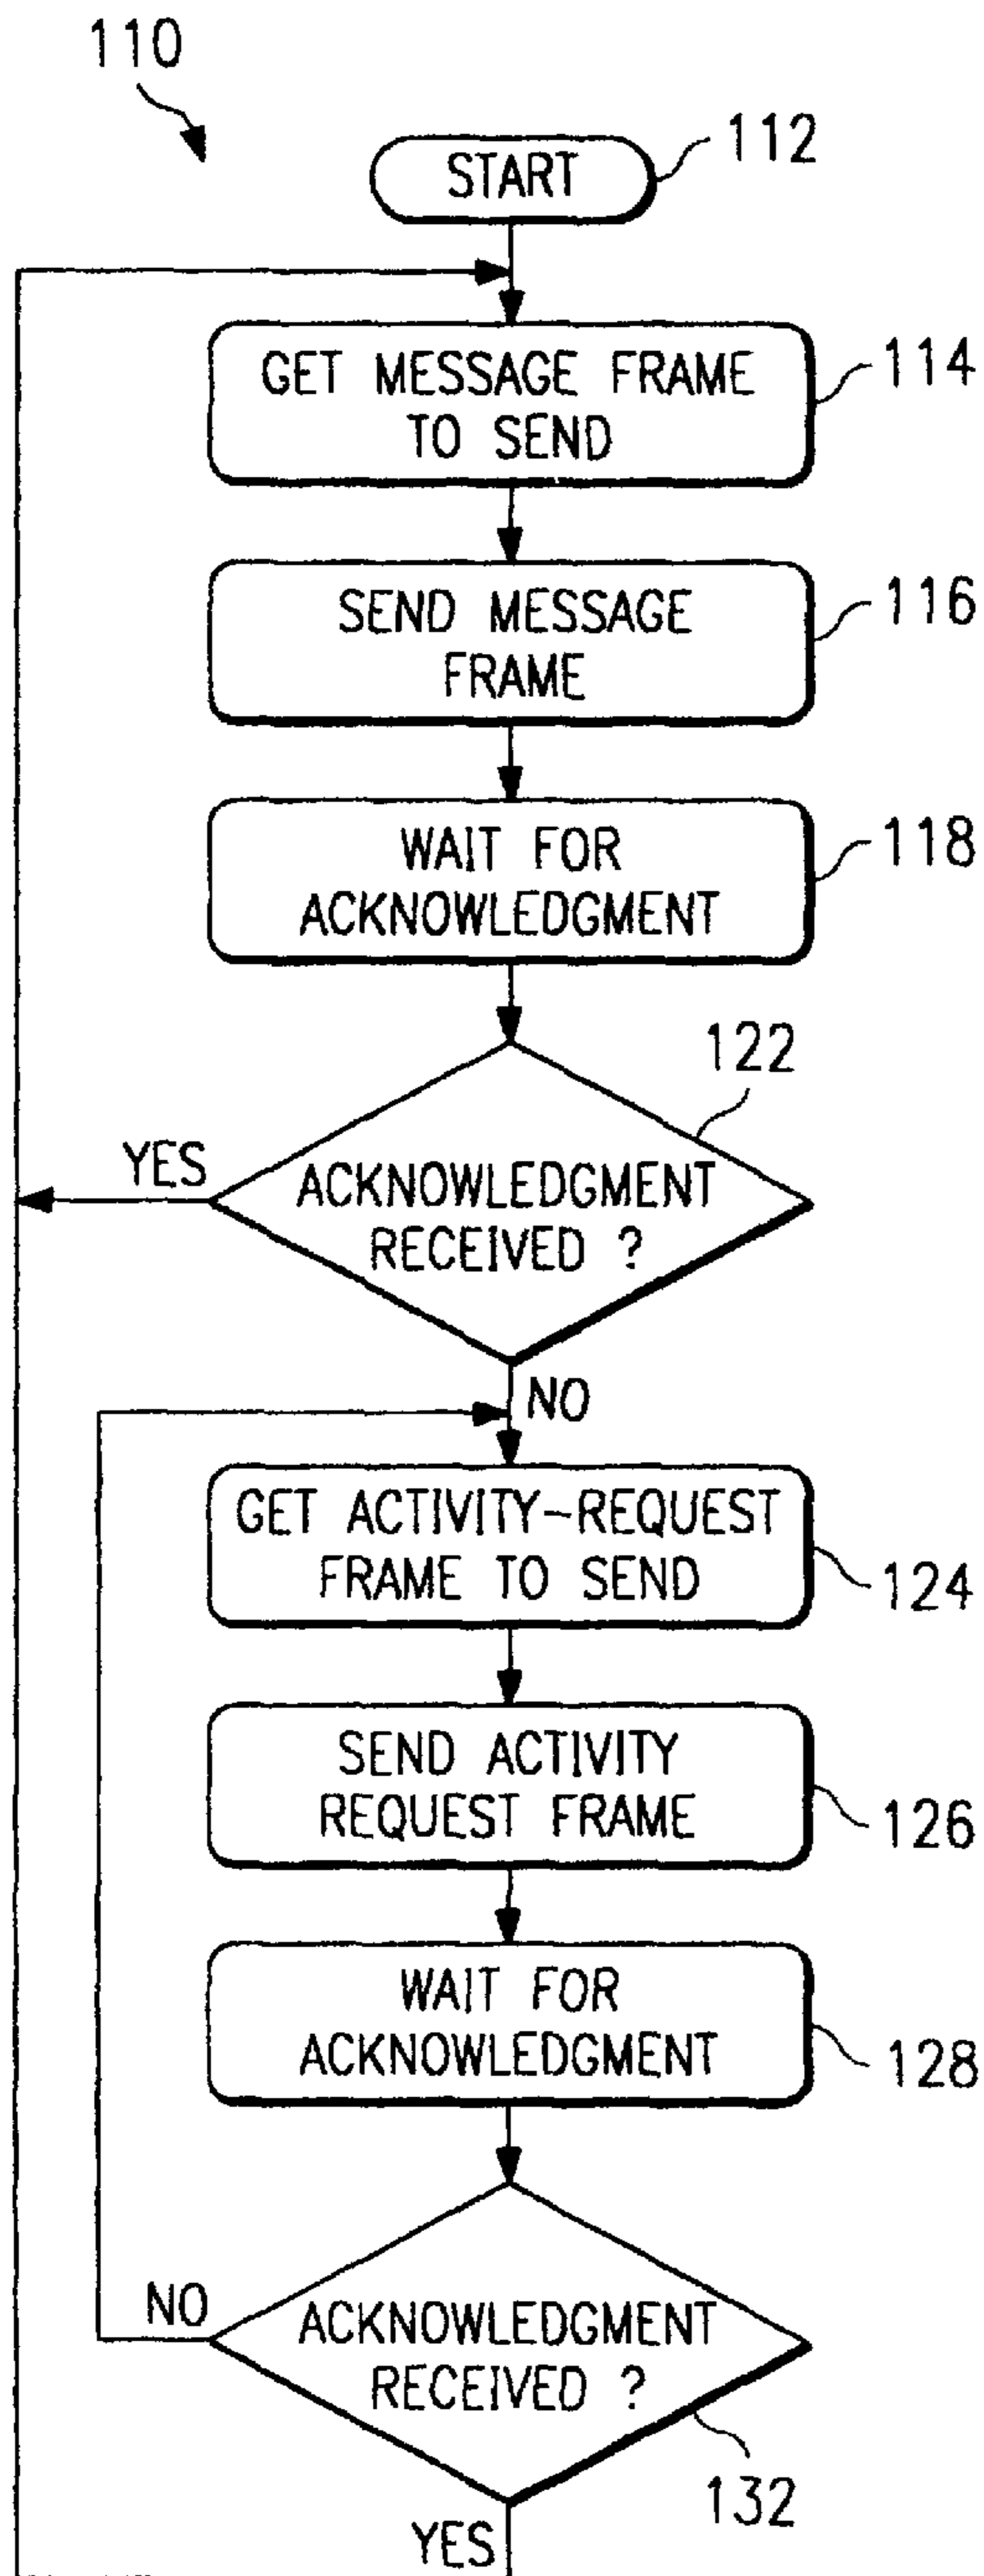 110
START
112
GET MESSAGE FRAME
TO SEND
114
SEND MESSAGE
FRAME
116
WAIT FOR
ACKNOWLEDGMENT
118
122
YES
ACKNOWLEDGMENT
RECEIVED ?
NO
GET ACTIVITY-REQUEST
FRAME TO SEND
124
SEND ACTIVITY
REQUEST FRAME
126
WAIT FOR
ACKNOWLEDGMENT
128
NO
ACKNOWLEDGMENT
RECEIVED ?
132
YES